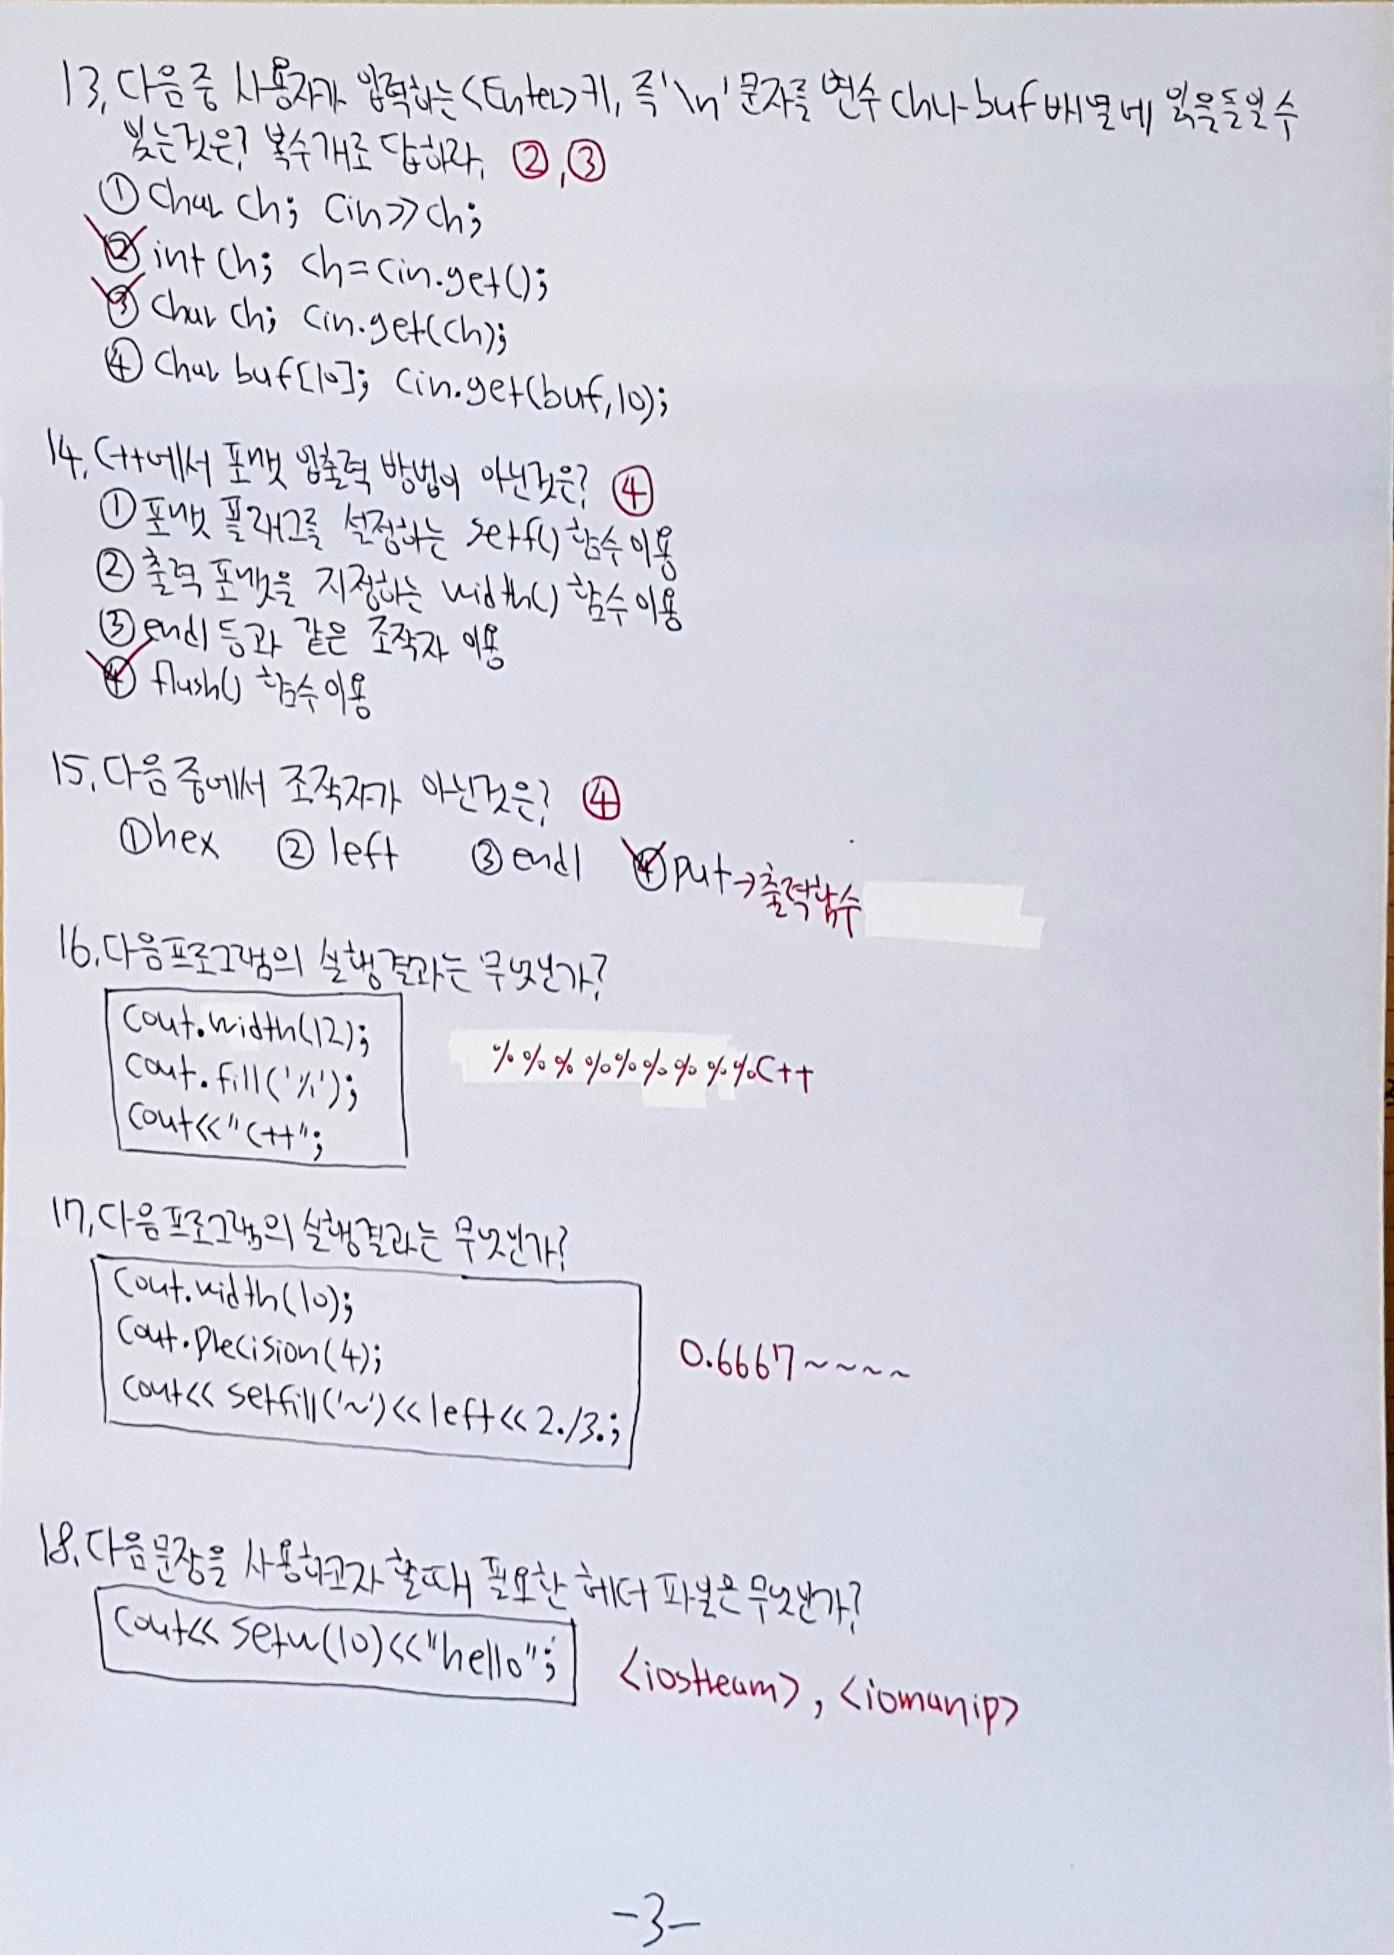 13. 다음 중 사용자가 입력하는 <Enter>키, 즉 '\n' 문자를 변수 ch나 buf 배열에 읽을들일 수
있는것은? 복수개로 답하라. ②,③
① char ch; cin>>ch;
② int ch; ch=cin.get();
③ char ch; cin.get(ch);
④ char buf[10]; cin.get(buf,10);
14. C++에서 포맷 입출력 방법이 아닌것은? ④
① 포맷 플래그를 설정하는 setf() 함수 이용
② 출력 포맷을 지정하는 width() 함수 이용
③ endl 등과 같은 조작자 이용
④ flush() 함수 이용
15. 다음 중에서 조작자가 아닌것은? ④
① hex ② left ③ endl ④ put→출력함수
16. 다음 프로그램의 실행결과는 무엇인가?
cout.width(12);
cout.fill('%');
cout<<"C++";
%%%%%%%%%C++
17. 다음 프로그램의 실행결과는 무엇인가?
cout.width(10);
cout.precision(4);
cout<< setfill('~')<<left<< 2./3.;
0.6667~~~~
18. 다음 문장을 사용하고자 할때 필요한 헤더 파일은 무엇인가?
cout<< setw(10)<<"hello";
<iostream>, <iomanip>
-3-